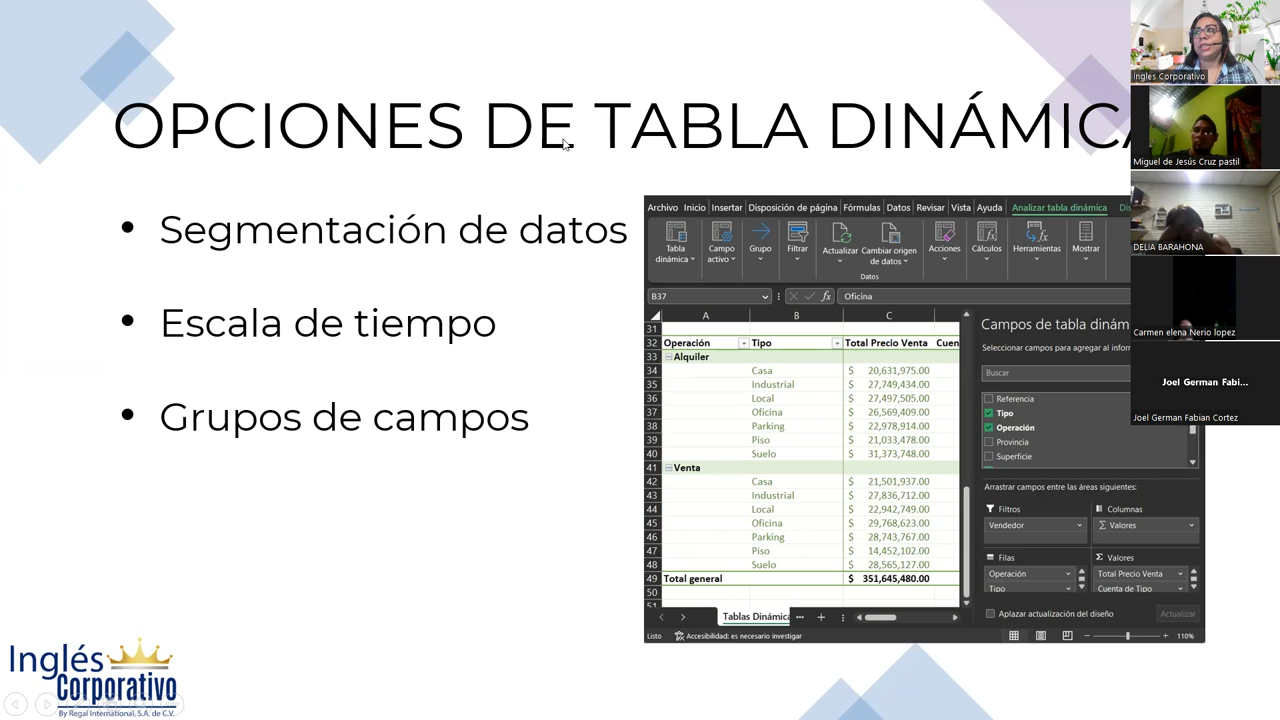 OPCIONES DE TABLA DINÁMICA
• Segmentación de datos
• Escala de tiempo
• Grupos de campos
Archivo Inicio Insertar Disposición de página Fórmulas Datos Revisar Vista Ayuda Analizar tabla dinámica
Tabla dinámica
Campo activo
Grupo
Filtrar
Actualizar
Cambiar origen de datos
Datos
Acciones
Cálculos
Herramientas
Mostrar
B37 fx Oficina
A B C
31
32 Operación Tipo Total Precio Venta Cuen
33 Alquiler
34 Casa $ 20,631,975.00
35 Industrial $ 27,749,434.00
36 Local $ 27,497,505.00
37 Oficina $ 26,569,409.00
38 Parking $ 22,978,914.00
39 Piso $ 21,033,478.00
40 Suelo $ 31,373,748.00
41 Venta
42 Casa $ 21,501,937.00
43 Industrial $ 27,836,712.00
44 Local $ 22,942,749.00
45 Oficina $ 29,768,623.00
46 Parking $ 28,743,767.00
47 Piso $ 14,452,102.00
48 Suelo $ 28,565,127.00
49 Total general $ 351,645,480.00
50
51
Tablas Dinámica
Listo Accesibilidad: es necesario investigar 110%
Campos de tabla dinám
Seleccionar campos para agregar al infor
Buscar
Referencia
Tipo
Operación
Provincia
Superficie
Arrastrar campos entre las áreas siguientes:
Filtros
Vendedor
Columnas
Σ Valores
Filas
Operación
Tipo
Σ Valores
Total Precio Venta
Cuenta de Tipo
Aplazar actualización del diseño Actualizar
Ingles Corporativo
Miguel de Jesús Cruz pastil
DELIA BARAHONA
Carmen elena Nerio lopez
Joel German Fabi...
Joel German Fabian Cortez
Inglés
Corporativo
By Regal International, S.A. de C.V.